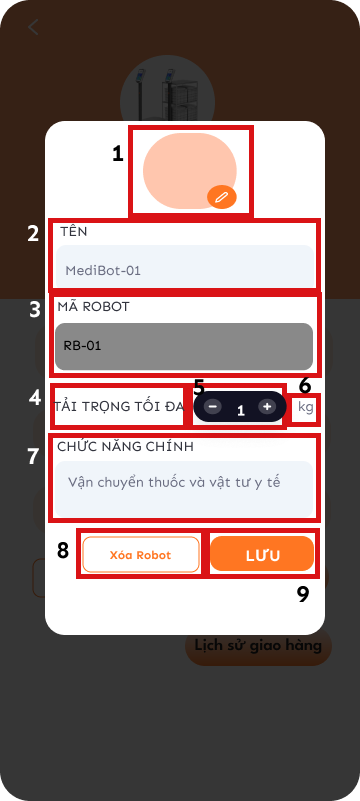 1
2
TÊN
MediBot-01
3
MÃ ROBOT
RB-01
4
TẢI TRỌNG TỐI ĐA
5
1
6
kg
7
CHỨC NĂNG CHÍNH
Vận chuyển thuốc và vật tư y tế
8
Xóa Robot
LƯU
9
Lịch sử giao hàng